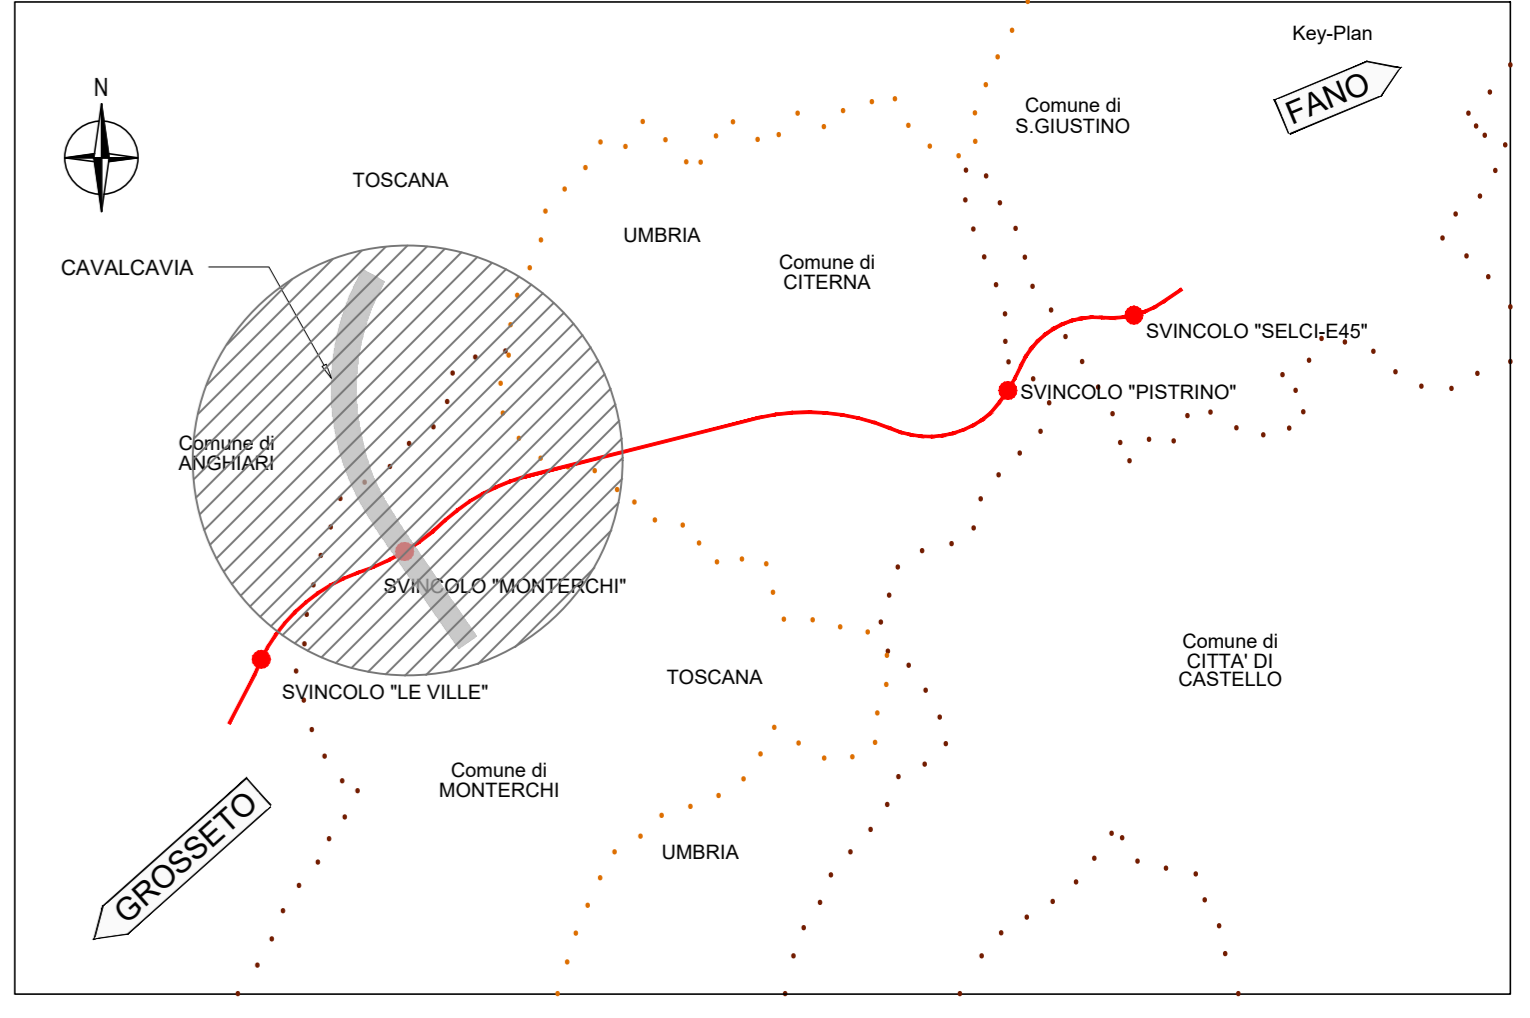 Key-Plan
N
FANO
Comune di
S.GIUSTINO
TOSCANA
UMBRIA
CAVALCAVIA
Comune di
CITERNA
SVINCOLO "SELCI-E45"
SVINCOLO "PISTRINO"
Comune di
ANGHIARI
SVINCOLO "MONTERCHI"
Comune di
CITTA' DI
CASTELLO
TOSCANA
SVINCOLO "LE VILLE"
Comune di
MONTERCHI
GROSSETO
UMBRIA